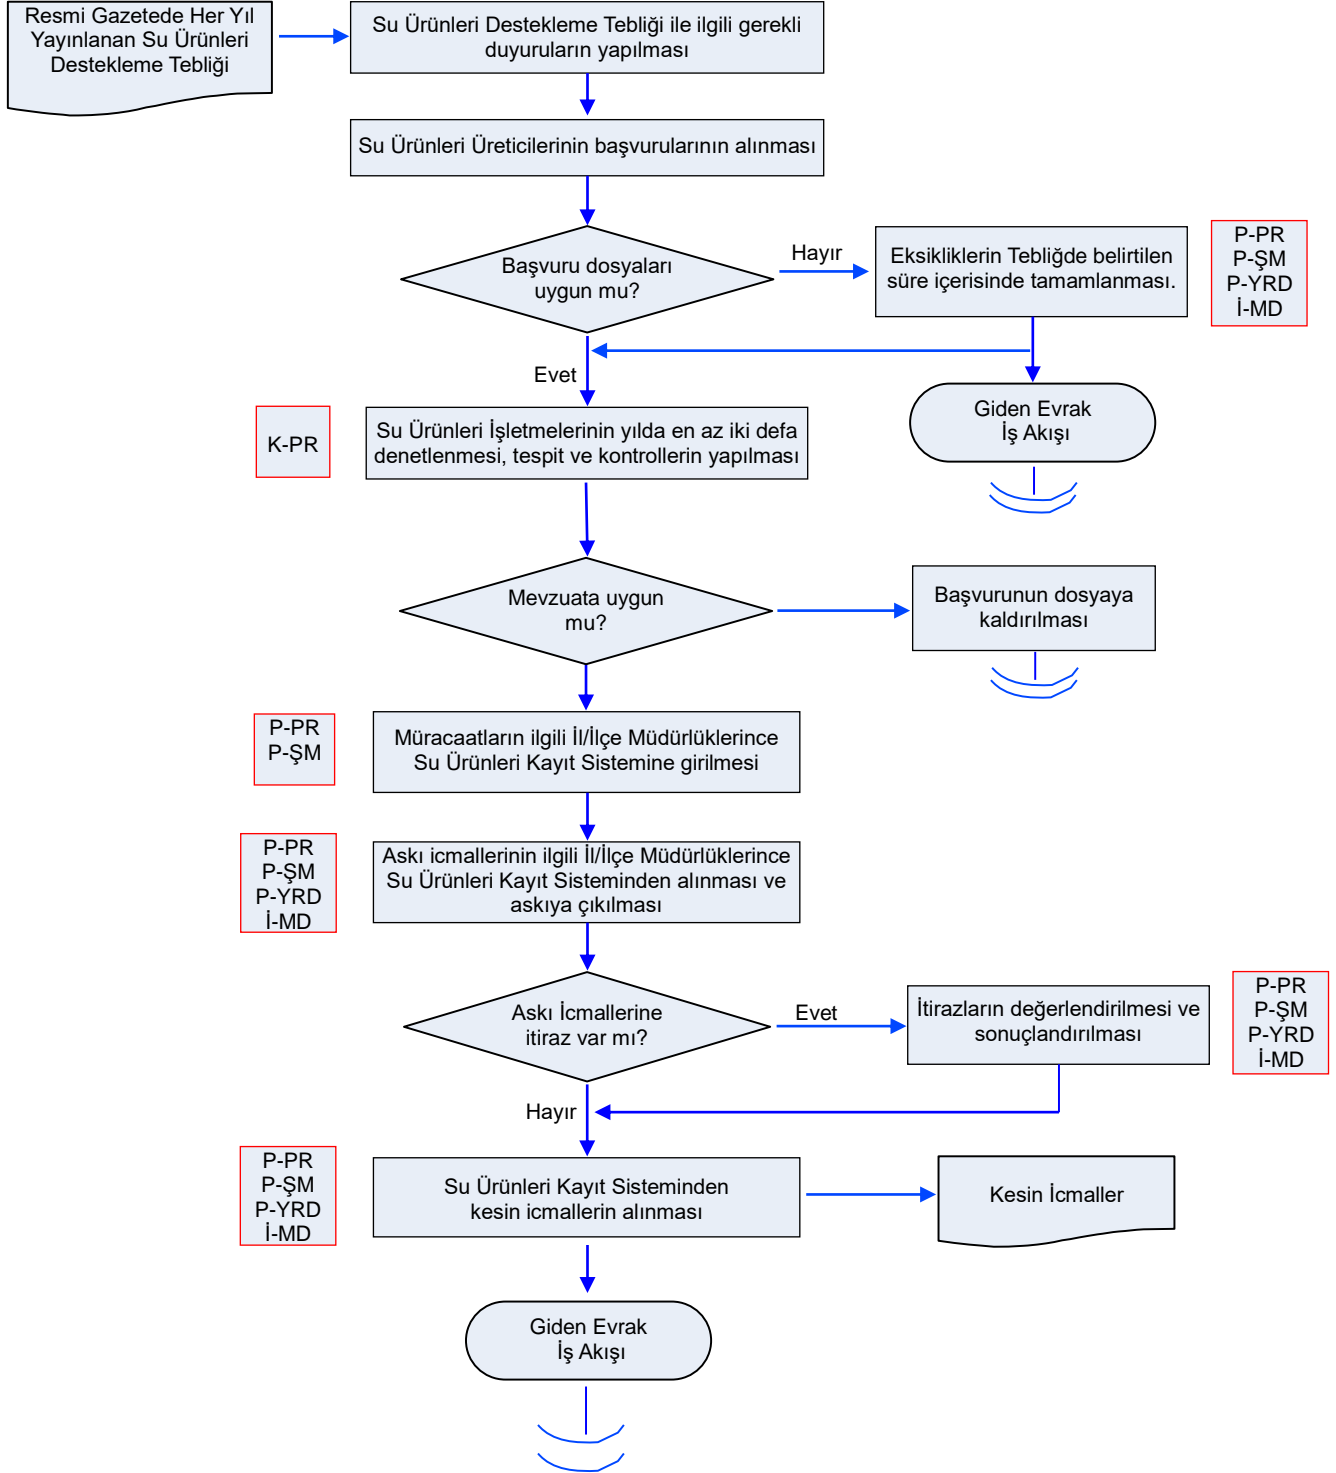 Resmi Gazetede Her Yıl
Yayınlanan Su Ürünleri
Destekleme Tebliği
Su Ürünleri Destekleme Tebliği ile ilgili gerekli
duyuruların yapılması
Su Ürünleri Üreticilerinin başvurularının alınması
Başvuru dosyaları
uygun mu?
Hayır
Eksikliklerin Tebliğde belirtilen
süre içerisinde tamamlanması.
P-PR
P-ŞM
P-YRD
İ-MD
Evet
Giden Evrak
İş Akışı
K-PR
Su Ürünleri İşletmelerinin yılda en az iki defa
denetlenmesi, tespit ve kontrollerin yapılması
Mevzuata uygun
mu?
Başvurunun dosyaya
kaldırılması
P-PR
P-ŞM
Müracaatların ilgili İl/İlçe Müdürlüklerince
Su Ürünleri Kayıt Sistemine girilmesi
P-PR
P-ŞM
P-YRD
İ-MD
Askı icmallerinin ilgili İl/İlçe Müdürlüklerince
Su Ürünleri Kayıt Sisteminden alınması ve
askıya çıkılması
Askı İcmallerine
itiraz var mı?
Evet
İtirazların değerlendirilmesi ve
sonuçlandırılması
P-PR
P-ŞM
P-YRD
İ-MD
Hayır
P-PR
P-ŞM
P-YRD
İ-MD
Su Ürünleri Kayıt Sisteminden
kesin icmallerin alınması
Kesin İcmaller
Giden Evrak
İş Akışı